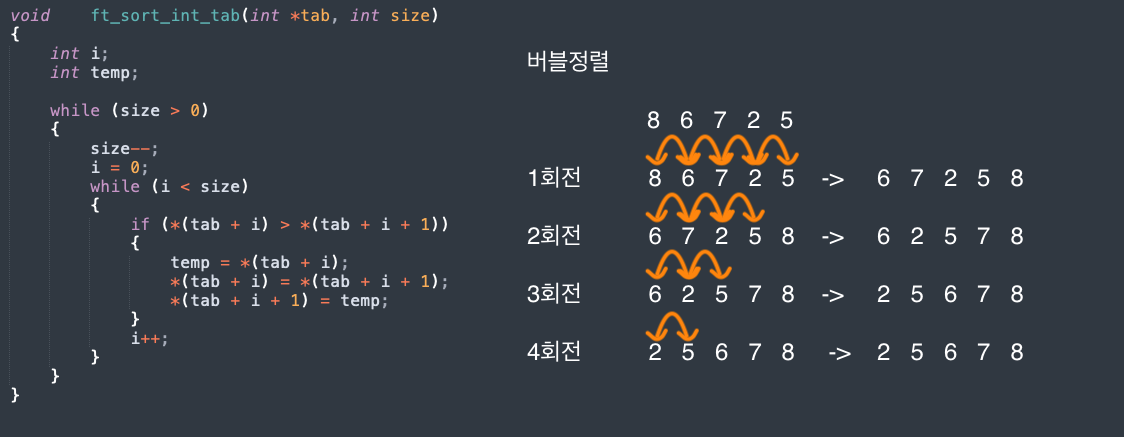 void    ft_sort_int_tab(int *tab, int size)
{
    int i;
    int temp;

    while (size > 0)
    {
        size--;
        i = 0;
        while (i < size)
        {
            if (*(tab + i) > *(tab + i + 1))
            {
                temp = *(tab + i);
                *(tab + i) = *(tab + i + 1);
                *(tab + i + 1) = temp;
            }
            i++;
        }
    }
}
버블정렬
8 6 7 2 5
1회전 8 6 7 2 5 -> 6 7 2 5 8
2회전 6 7 2 5 8 -> 6 2 5 7 8
3회전 6 2 5 7 8 -> 2 5 6 7 8
4회전 2 5 6 7 8 -> 2 5 6 7 8